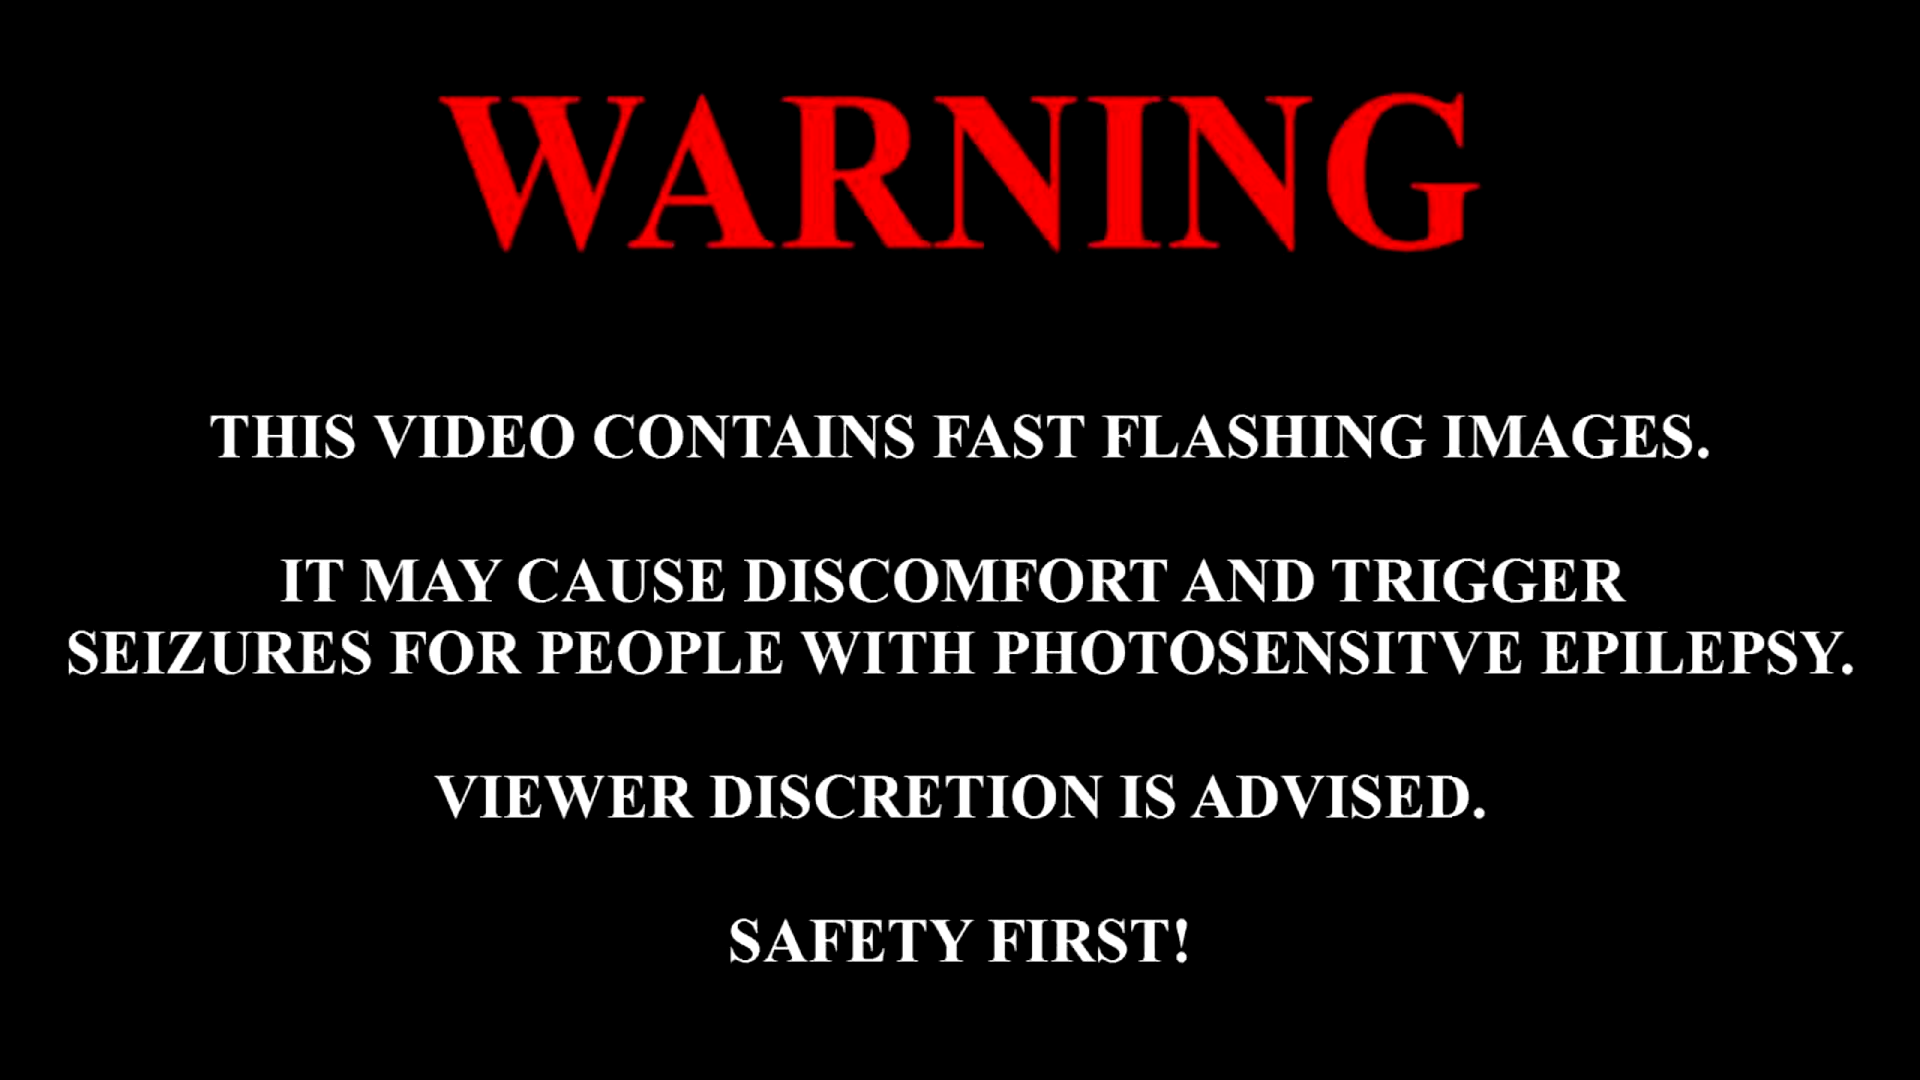 WARNING
THIS VIDEO CONTAINS FAST FLASHING IMAGES.
IT MAY CAUSE DISCOMFORT AND TRIGGER
SEIZURES FOR PEOPLE WITH PHOTOSENSITVE EPILEPSY.
VIEWER DISCRETION IS ADVISED.
SAFETY FIRST!